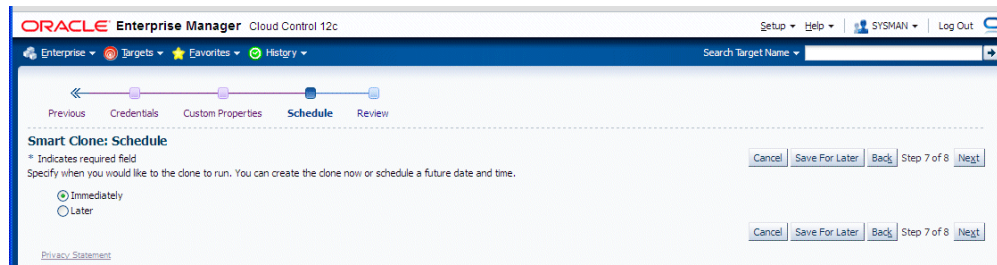 ORACLE Enterprise Manager Cloud Control 12c
Setup Help SYSMAN Log Out
Enterprise Targets Favorites History Search Target Name
Previous Credentials Custom Properties Schedule Review
Smart Clone: Schedule
* Indicates required field
Cancel Save For Later Back Step 7 of 8 Next
Specify when you would like to the clone to run. You can create the clone now or schedule a future date and time.
Immediately
Later
Cancel Save For Later Back Step 7 of 8 Next
Privacy Statement